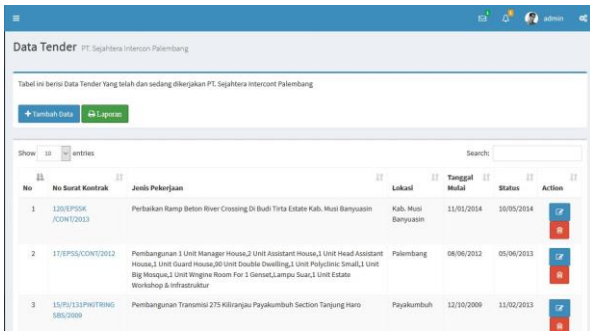 admin
Data Tender PT. Sejahtera Intercon Palembang
Tabel ini berisi Data Tender Yang telah dan sedang dikerjakan PT. Sejahtera Intercont Palembang
Tambah Data Laporan
Show 10 entries Search:
No No Surat Kontrak Jenis Pekerjaan Lokasi Tanggal Mulai Status Action
1 120/EPSSK Perbaikan Ramp Beton River Crossing Di Budi Tirta Estate Kab. Musi Banyuasin Kab. Musi 11/01/2014 10/05/2014
/CONT/2013 Banyuasin
2 17/EPSS/CONT/2012 Pembangunan 1 Unit Manager House,2 Unit Assistant House,1 Unit Head Assistant Palembang 08/06/2012 05/06/2013
House,1 Unit Guard House,90 Unit Double Dwelling,1 Unit Polyclinic Small,1 Unit
Big Mosque,1 Unit Wngine Room For 1 Genset,Lampu Suar,1 Unit Estate
Workshop & Infrastruktur
3 Pembangunan Transmisi 275 Kiliranjau Payakumbuh Section Tanjung Haro Payakumbuh 12/10/2009 11/02/2013
SBS/2009